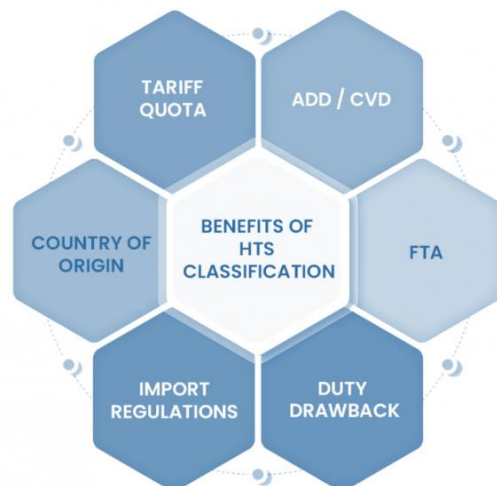 TARIFF
QUOTA
ADD / CVD
COUNTRY OF
ORIGIN
BENEFITS OF
HTS
CLASSIFICATION
FTA
IMPORT
REGULATIONS
DUTY
DRAWBACK